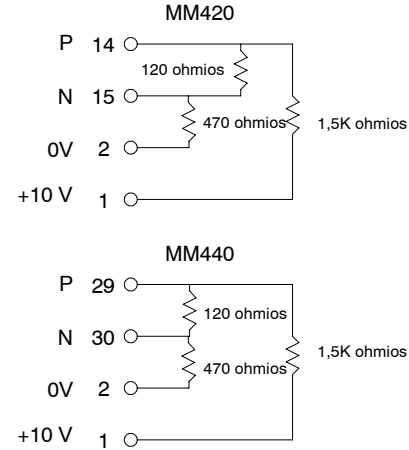 MM420
P 14
120 ohmios
N 15
470 ohmios 1,5K ohmios
0V 2
+10 V 1
MM440
P 29
120 ohmios
N 30
1,5K ohmios
470 ohmios
0V 2
+10 V 1